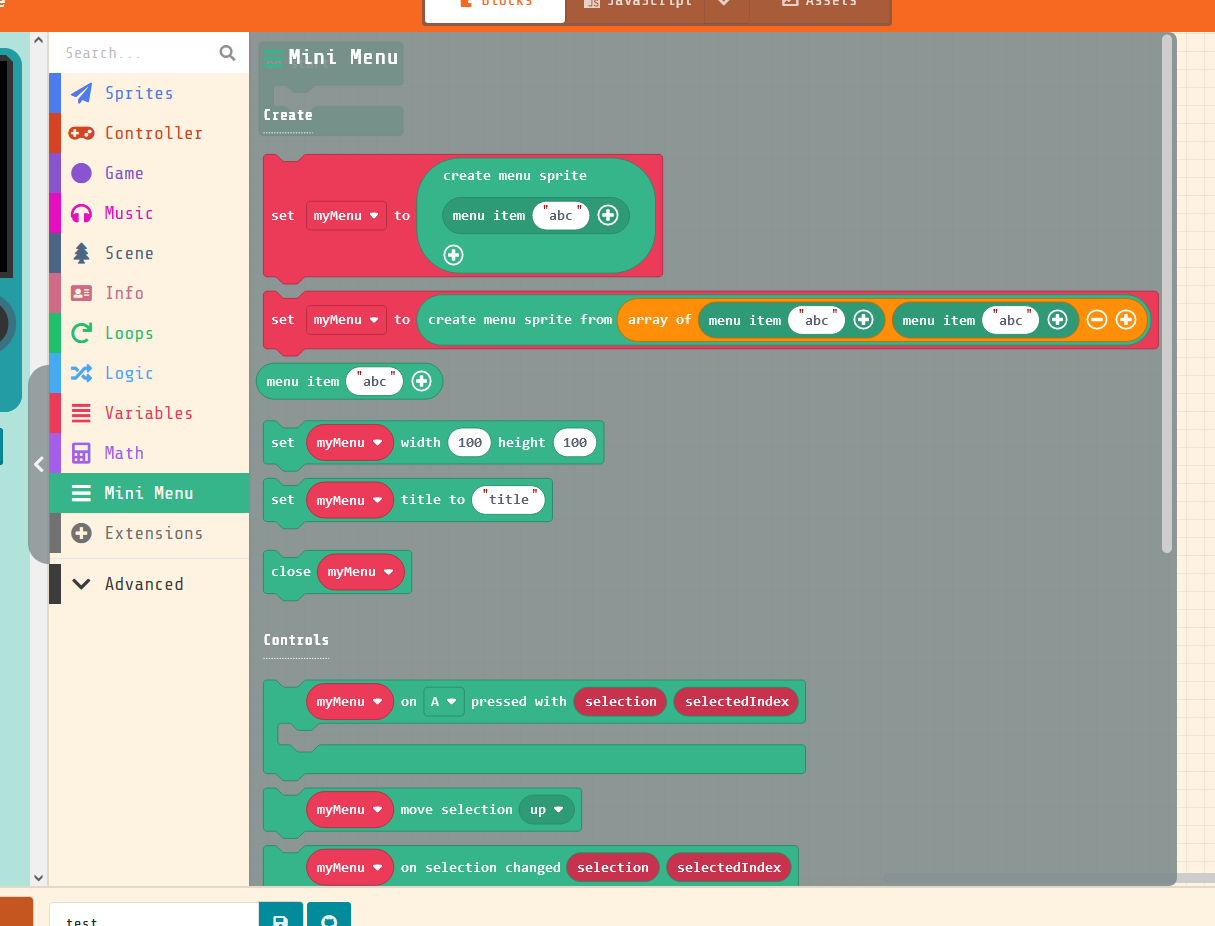 Blocks
JavaScript
Assets
Search...
Sprites
Controller
Game
Music
Scene
Info
Loops
Logic
Variables
Math
Mini Menu
Extensions
Advanced
Mini Menu
Create
create menu sprite
set myMenu to menu item "abc"
set myMenu to create menu sprite from array of menu item "abc" menu item "abc"
menu item "abc"
set myMenu width 100 height 100
set myMenu title to "title"
close myMenu
Controls
myMenu on A pressed with selection selectedIndex
myMenu move selection up
myMenu on selection changed selection selectedIndex
test